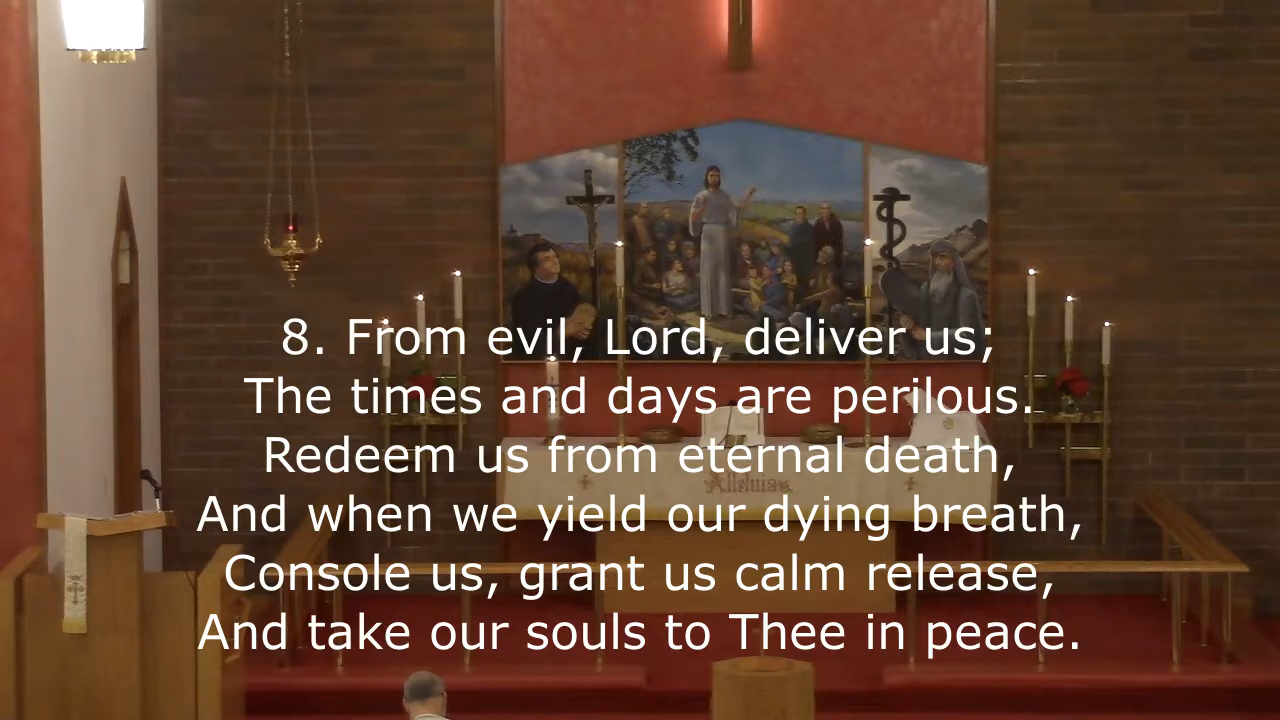 8. From evil, Lord, deliver us;
The times and days are perilous.
Redeem us from eternal death,
Alleluia
And when we yield our dying breath,
Console us, grant us calm release,
And take our souls to Thee in peace.